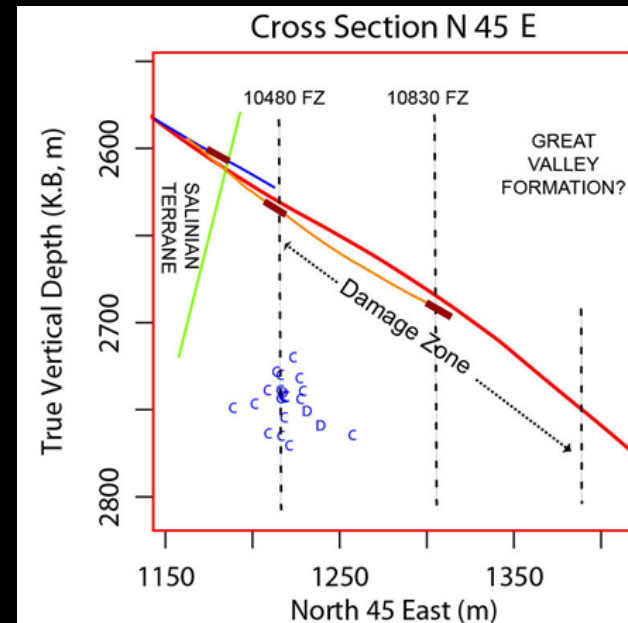 Cross Section N 45 E
10480 FZ
10830 FZ
GREAT
VALLEY
FORMATION?
SALINIAN
TERRANE
Damage Zone
True Vertical Depth (K.B, m)
2600
2700
2800
C
C
C
C
C
C
C
C
C
C
D
C
D
C
C
C
C
1150
1250
1350
North 45 East (m)